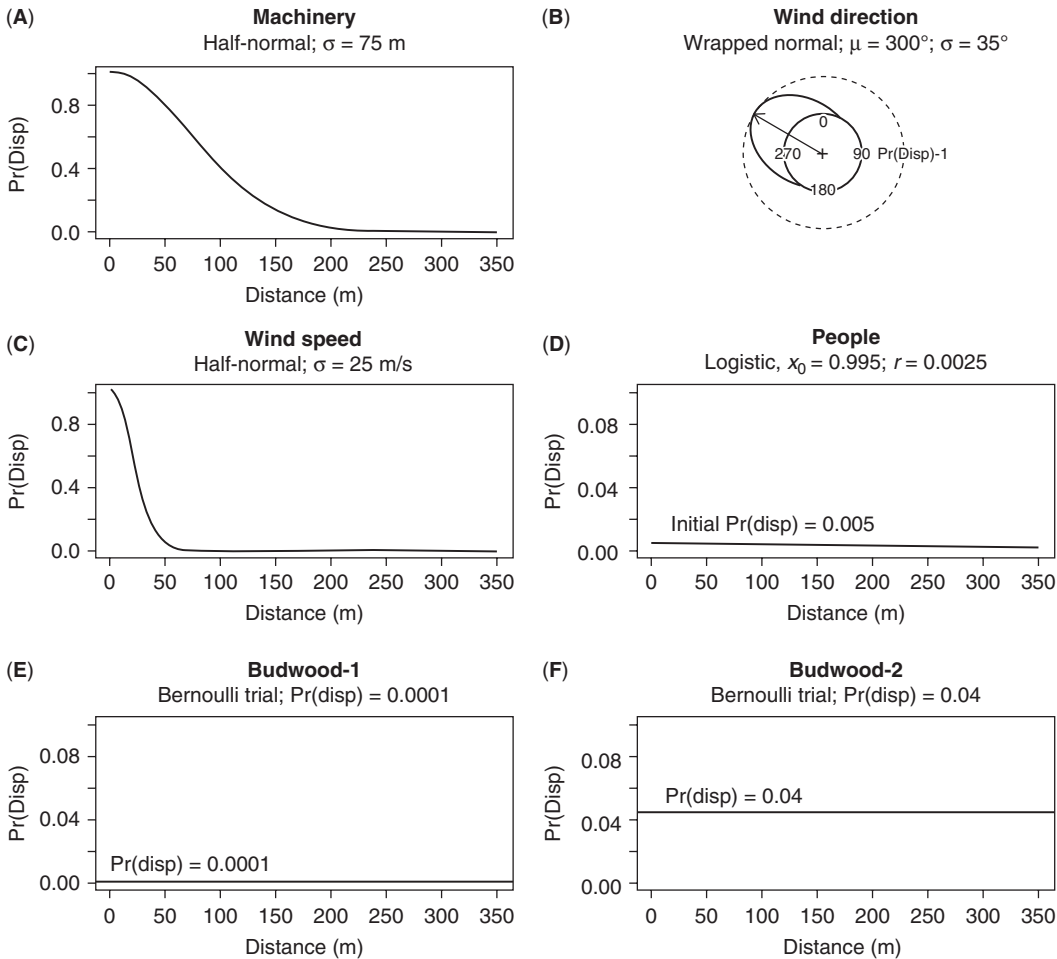 (A)
Machinery
Half-normal; σ = 75 m
Pr(Disp)
0.8
0.4
0.0
0 50 100 150 200 250 300 350
Distance (m)
(B)
Wind direction
Wrapped normal; μ = 300°; σ = 35°
0
270 + 90 Pr(Disp)-1
180
(C)
Wind speed
Half-normal; σ = 25 m/s
Pr(Disp)
0.8
0.4
0.0
0 50 100 150 200 250 300 350
Distance (m)
(D)
People
Logistic, x₀ = 0.995; r = 0.0025
Pr(Disp)
0.08
0.04
0.00
Initial Pr(disp) = 0.005
0 50 100 150 200 250 300 350
Distance (m)
(E)
Budwood-1
Bernoulli trial; Pr(disp) = 0.0001
Pr(Disp)
0.08
0.04
0.00
Pr(disp) = 0.0001
0 50 100 150 200 250 300 350
Distance (m)
(F)
Budwood-2
Bernoulli trial; Pr(disp) = 0.04
Pr(Disp)
0.08
0.04
0.00
Pr(disp) = 0.04
0 50 100 150 200 250 300 350
Distance (m)